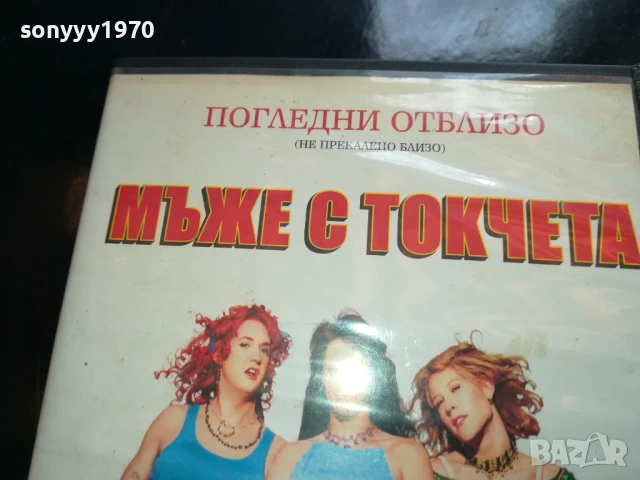 sonyyy1970
ПОГЛЕДНИ ОТБЛИЗО
(НЕ ПРЕКАЛЕНО БЛИЗО)
МЪЖЕ С ТОКЧЕТА
BAZAR